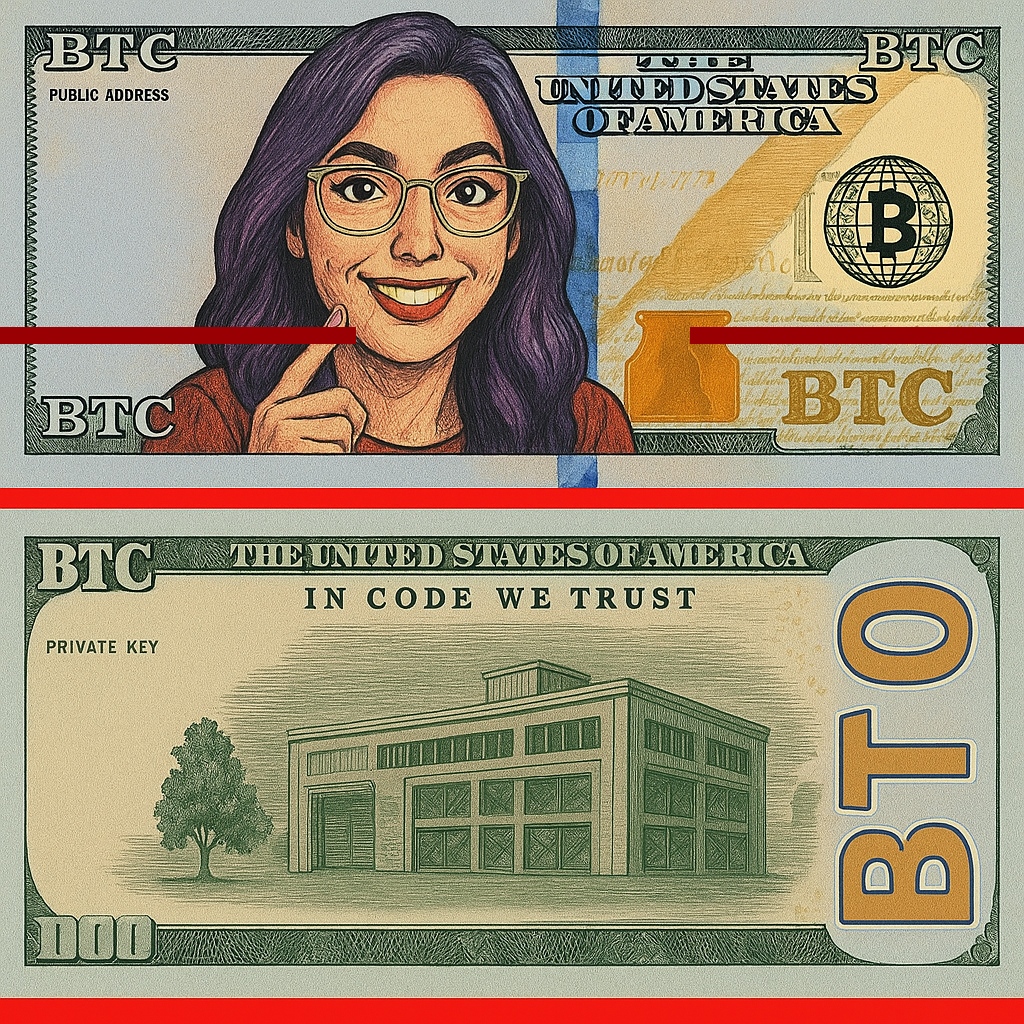 BTC
BTC
PUBLIC ADDRESS
THE
UNITED STATES
OF AMERICA
B
BTC
BTC
BTC
THE UNITED STATES OF AMERICA
IN CODE WE TRUST
PRIVATE KEY
BTO